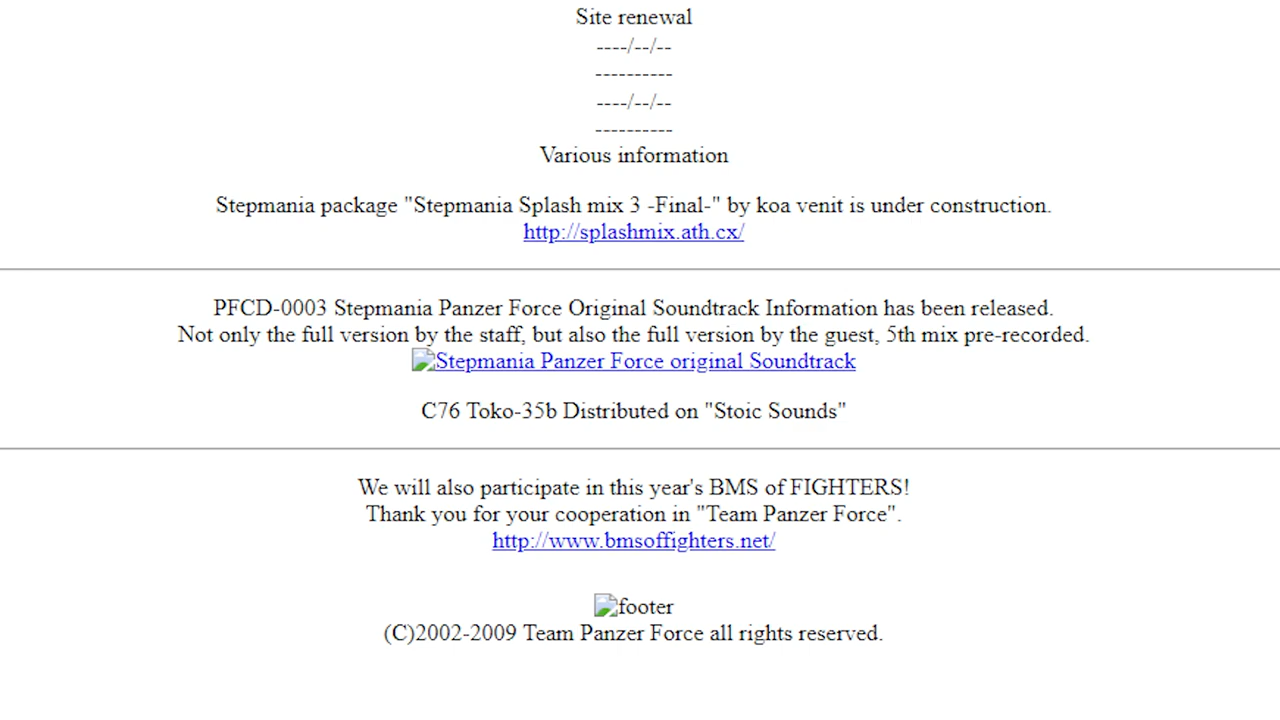 Site renewal
----/--/--
----------
----/--/--
----------
Various information
Stepmania package "Stepmania Splash mix 3 -Final-" by koa venit is under construction.
http://splashmix.ath.cx/
PFCD-0003 Stepmania Panzer Force Original Soundtrack Information has been released.
Not only the full version by the staff, but also the full version by the guest, 5th mix pre-recorded.
Stepmania Panzer Force original Soundtrack
C76 Toko-35b Distributed on "Stoic Sounds"
We will also participate in this year's BMS of FIGHTERS!
Thank you for your cooperation in "Team Panzer Force".
http://www.bmsoffighters.net/
footer
(C)2002-2009 Team Panzer Force all rights reserved.